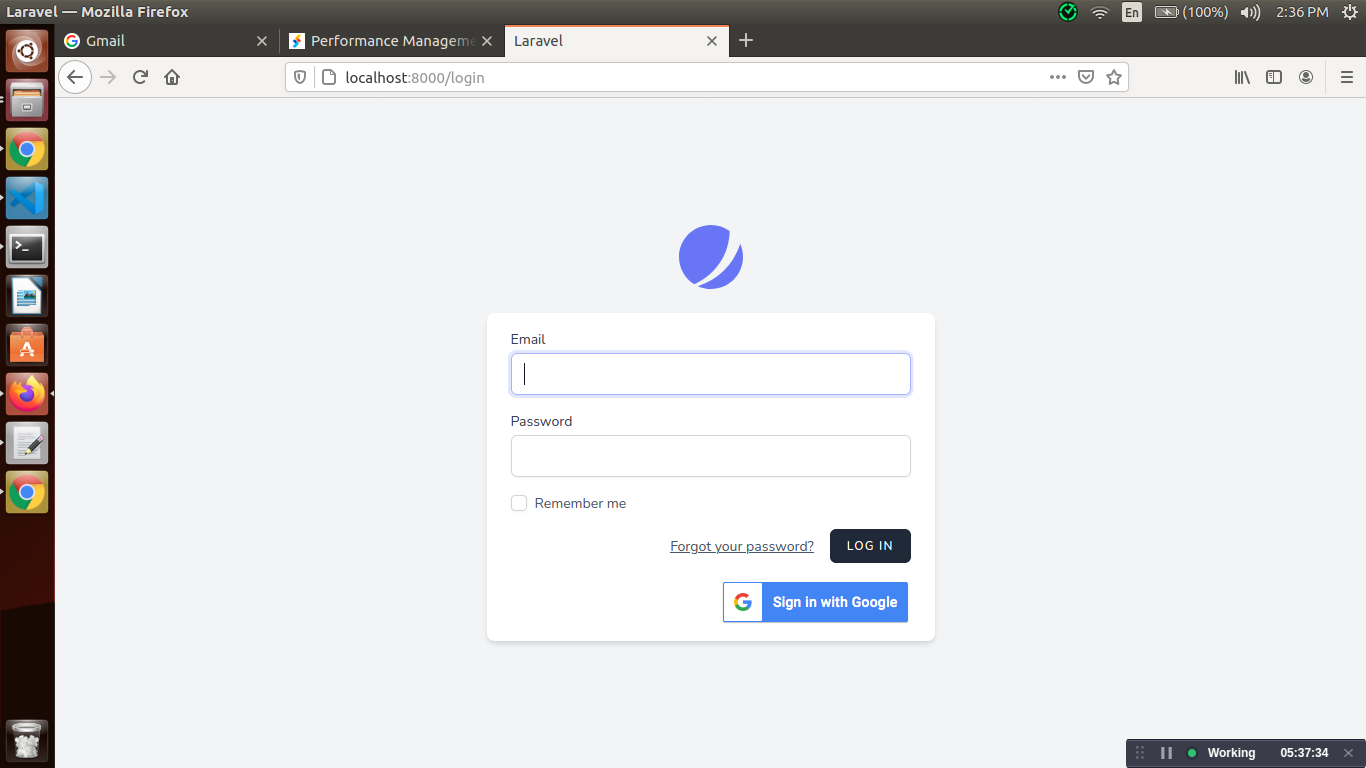 Laravel — Mozilla Firefox
En
(100%)
2:36 PM
Gmail
Performance Manageme
Laravel
localhost:8000/login
Email
Password
Remember me
Forgot your password?
LOG IN
Sign in with Google
Working
05:37:34